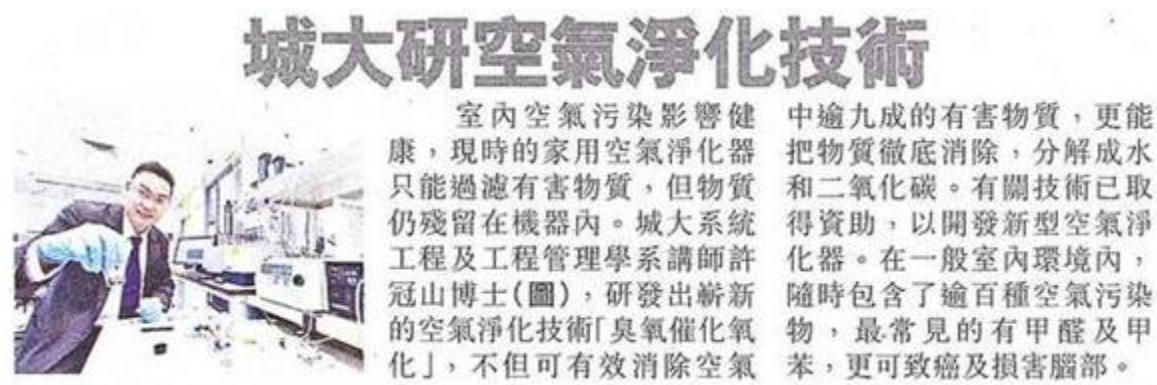 城大研空氣淨化技術
室內空氣污染影響健
康，現時的家用空氣淨化器
只能過濾有害物質，但物質
仍殘留在機器內。城大系統
工程及工程管理學系講師許
冠山博士(圖)，研發出嶄新
的空氣淨化技術「臭氧催化氧
化」，不但可有效消除空氣
中逾九成的有害物質，更能
把物質徹底消除，分解成水
和二氧化碳。有關技術已取
得資助，以開發新型空氣淨
化器。在一般室內環境內，
隨時包含了逾百種空氣污染
物，最常見的有甲醛及甲
苯，更可致癌及損害腦部。